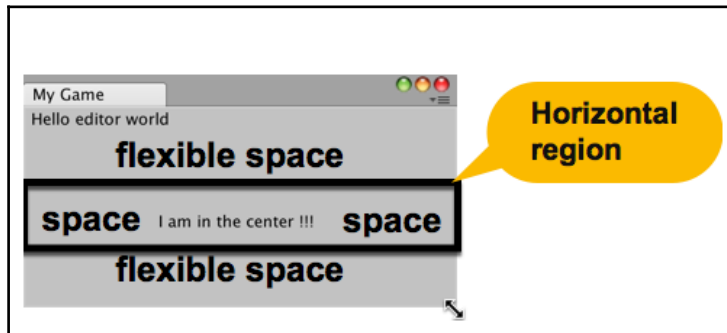 My Game
Hello editor world
flexible space
Horizontal
region
space I am in the center !!! space
flexible space